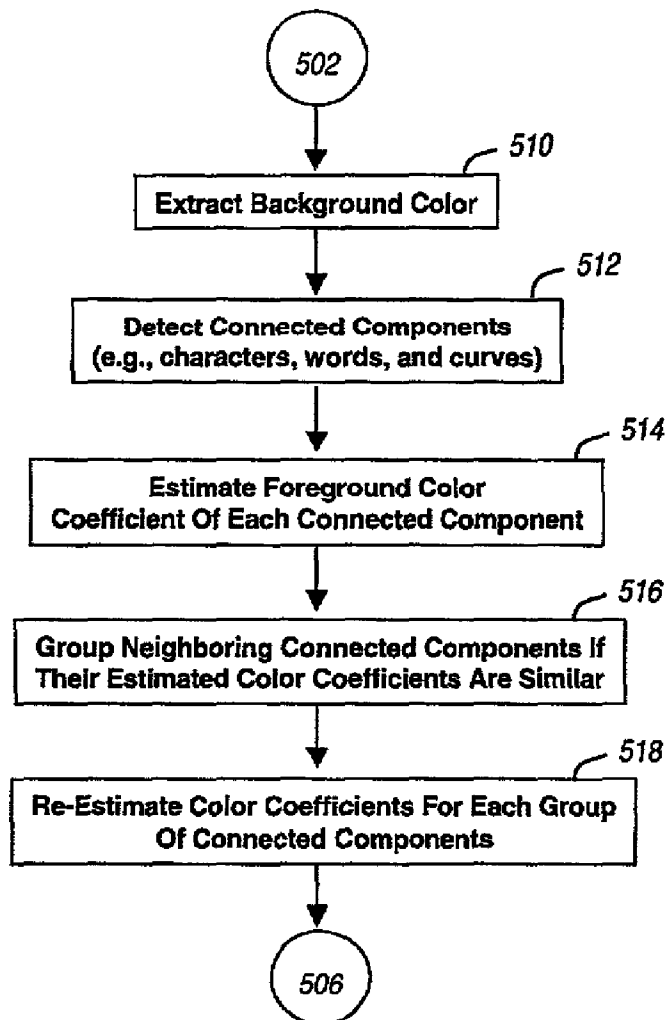 502
510
Extract Background Color
512
Detect Connected Components
(e.g., characters, words, and curves)
514
Estimate Foreground Color
Coefficient Of Each Connected Component
516
Group Neighboring Connected Components If
Their Estimated Color Coefficients Are Similar
518
Re-Estimate Color Coefficients For Each Group
Of Connected Components
506